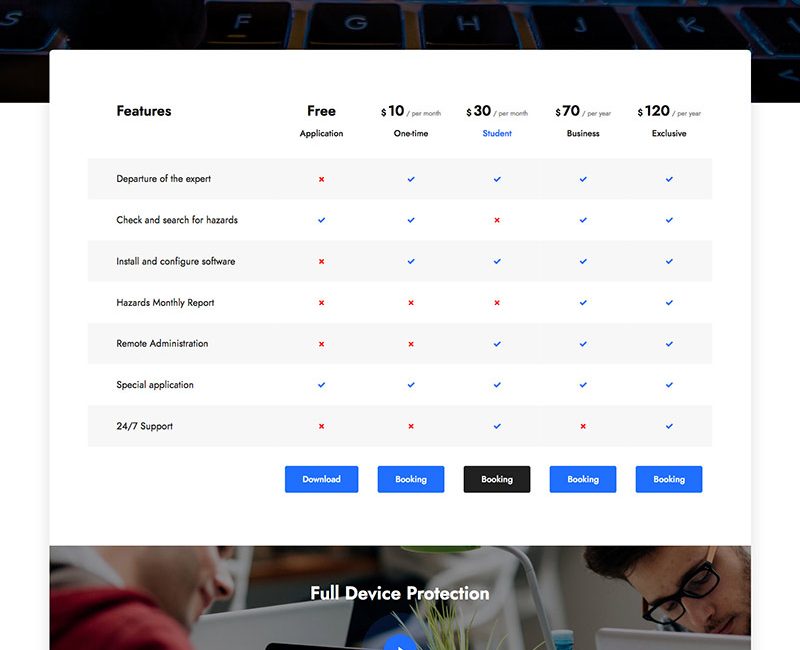 S F G H J K
Features Free $ 10 / per month $ 30 / per month $ 70 / per year $ 120 / per year
Application One-time Student Business Exclusive
Departure of the expert
Check and search for hazards
Install and configure software
Hazards Monthly Report
Remote Administration
Special application
24/7 Support
Download Booking Booking Booking Booking
Full Device Protection